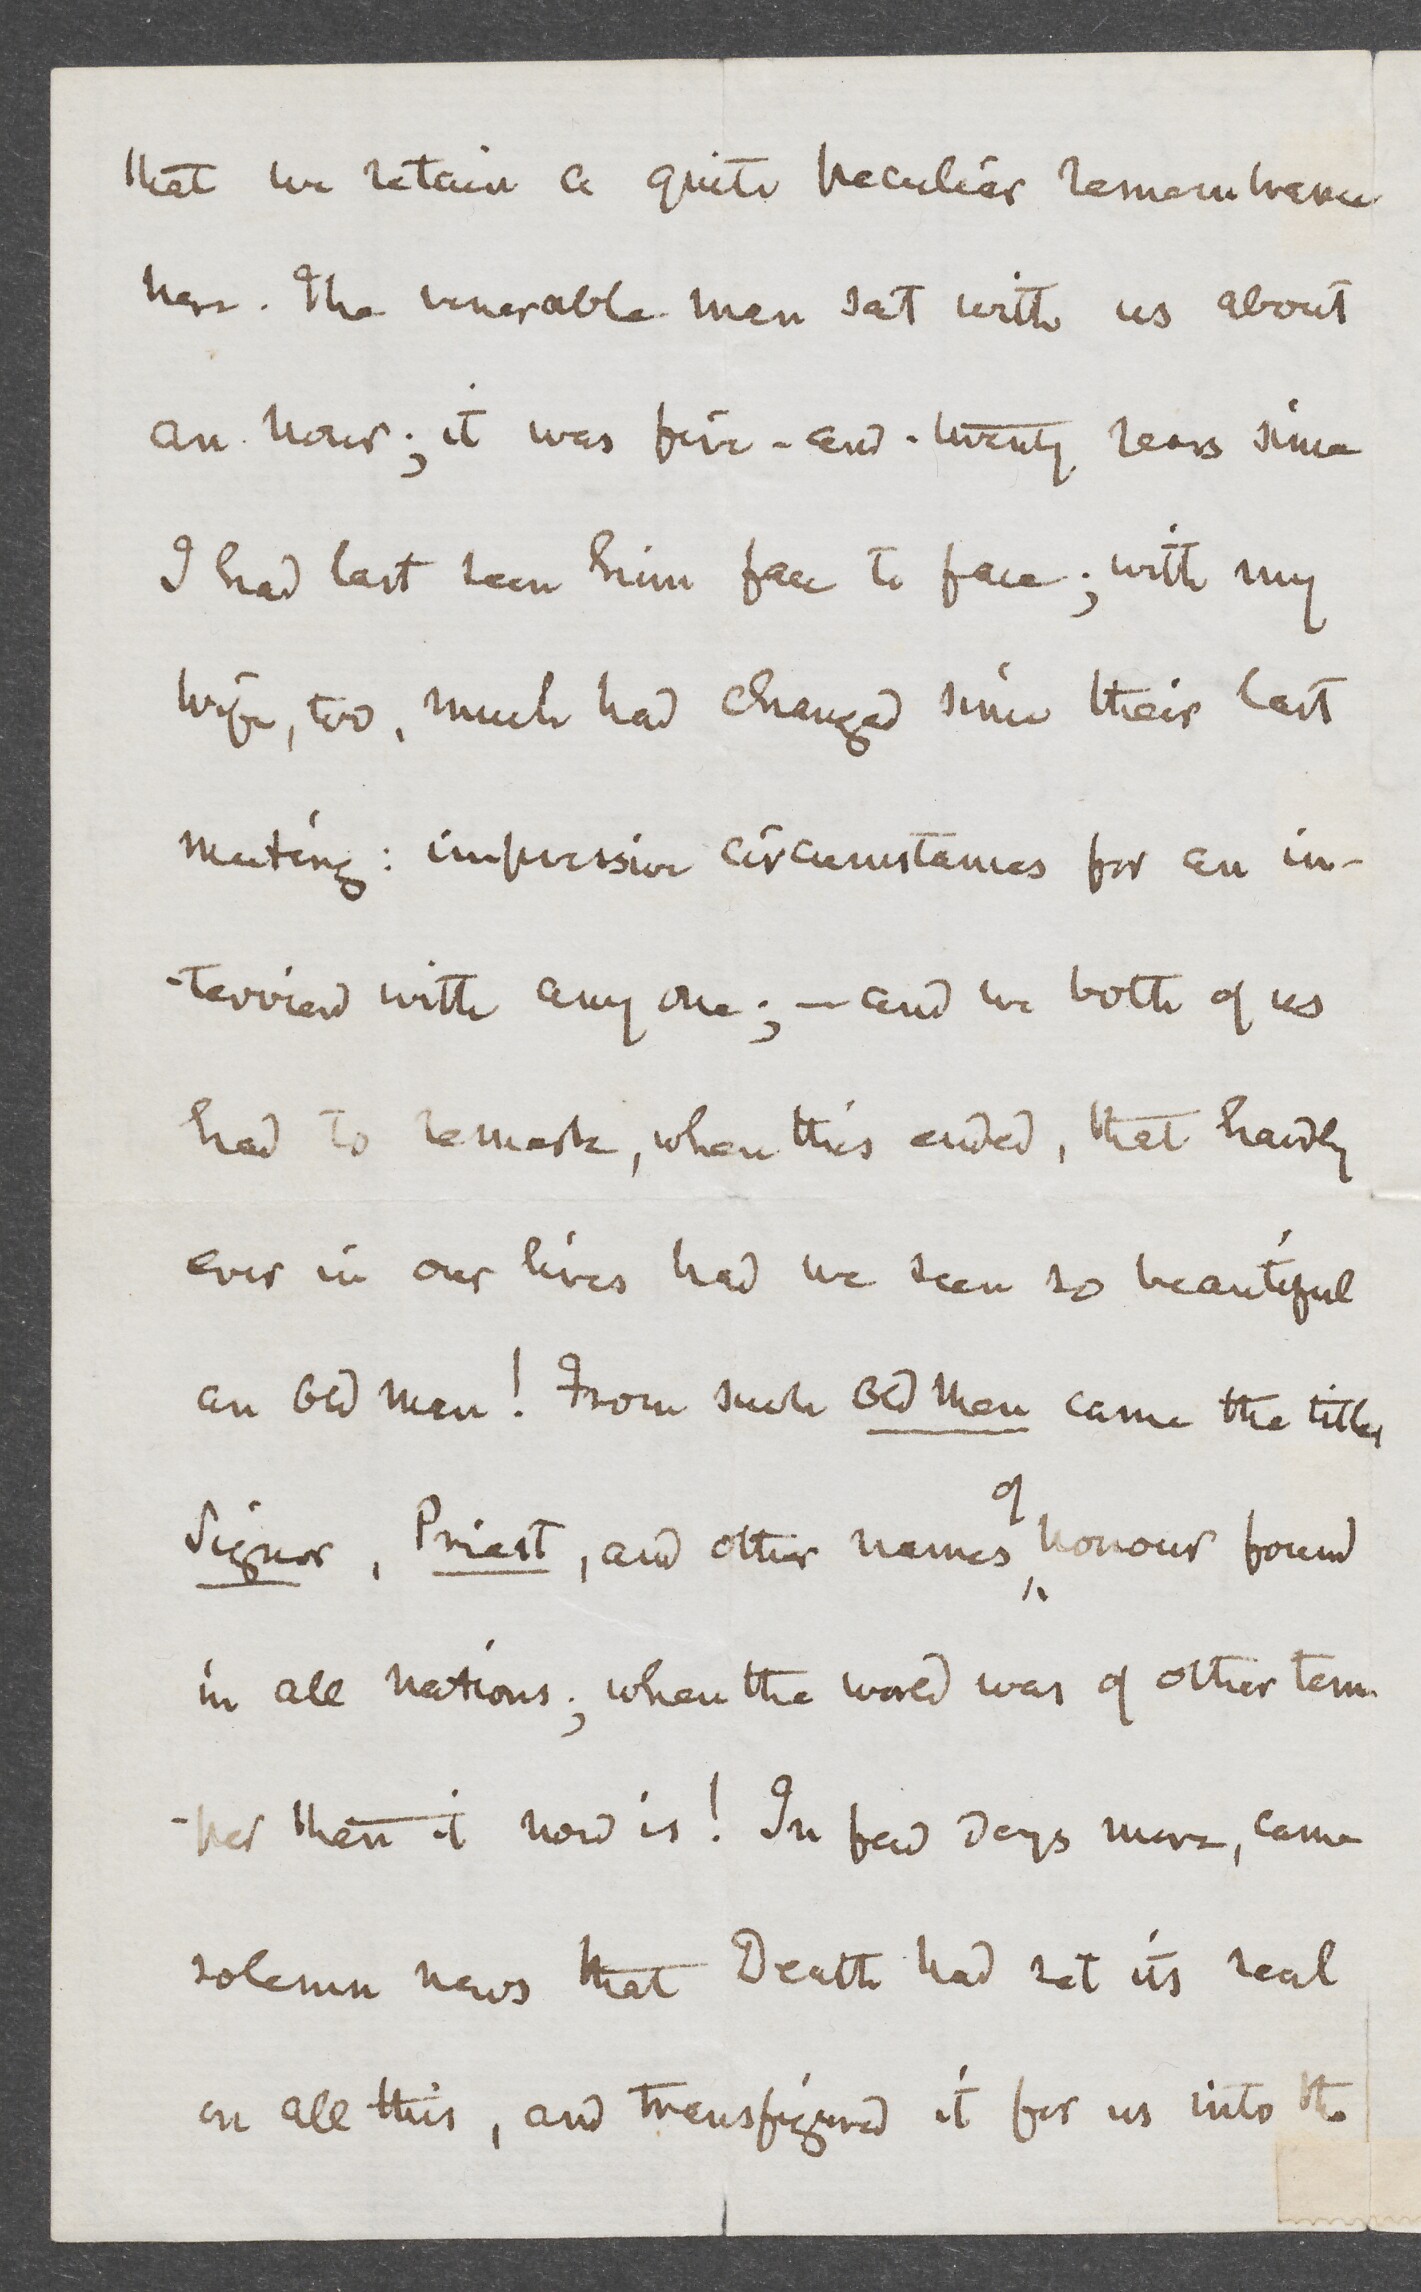 that we retain a quite peculiar remembrance
here. The venerable man sat with us about
an hour; it was five-and-twenty years since
I had last seen him face to face; with my
wife, too, much had changed since their last
meeting: impressive circumstances for an in-
-terview with any one; — and we both of us
had to remark, when this ended, that hardly
ever in our lives had we seen so beautiful
an old man! From such old men came the titles
Signor, Priest, and other names of honour found
in all nations; when the world was of other tem-
-per than it now is! In few days more, came
solemn news that Death had set its seal
on all this, and transfigured it for us into the